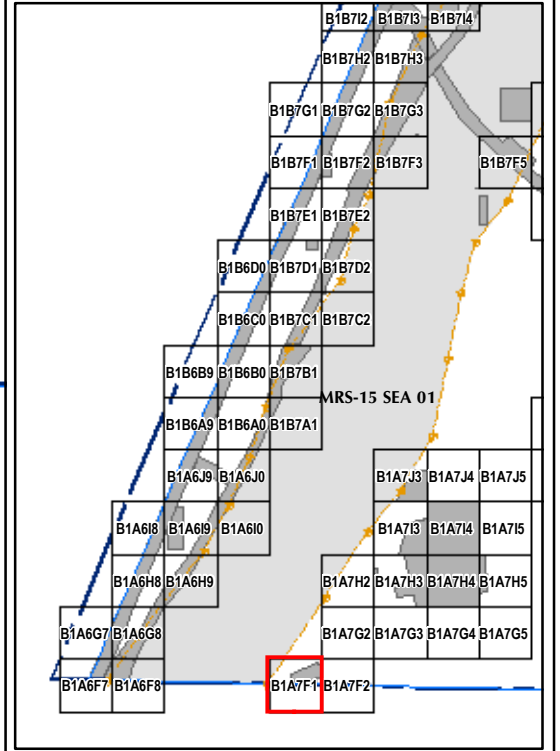 B1B7I2 B1B7I3 B1B7I4
B1B7H2 B1B7H3
B1B7G1 B1B7G2 B1B7G3
B1B7F1 B1B7F2 B1B7F3 B1B7F5
B1B7E1 B1B7E2
B1B6D0 B1B7D1 B1B7D2
B1B6C0 B1B7C1 B1B7C2
B1B6B9 B1B6B0 B1B7B1
MRS-15 SEA 01
B1B6A9 B1B6A0 B1B7A1
B1A6J9 B1A6J0 B1A7J3 B1A7J4 B1A7J5
B1A6I8 B1A6I9 B1A6I0 B1A7I3 B1A7I4 B1A7I5
B1A6H8 B1A6H9 B1A7H2 B1A7H3 B1A7H4 B1A7H5
B1A6G7 B1A6G8 B1A7G2 B1A7G3 B1A7G4 B1A7G5
B1A6F7 B1A6F8 B1A7F1 B1A7F2